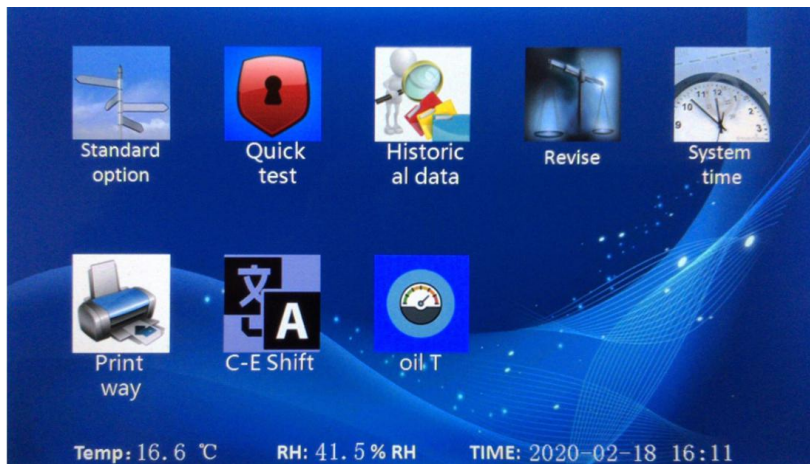 Standard
option
Quick
test
Historic
al data
Revise
System
time
Print
way
文 A
C-E Shift
oil T
Temp: 16.6 ℃ RH: 41.5 % RH TIME: 2020-02-18 16:11